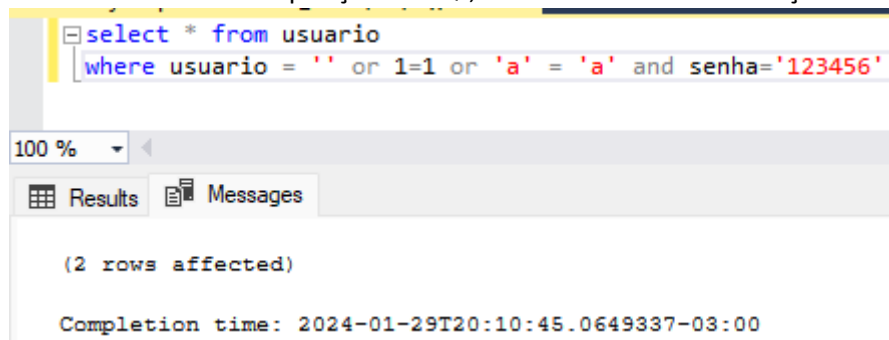 select * from usuario
where usuario = '' or 1=1 or 'a' = 'a' and senha='123456'
100 %
Results Messages
(2 rows affected)
Completion time: 2024-01-29T20:10:45.0649337-03:00